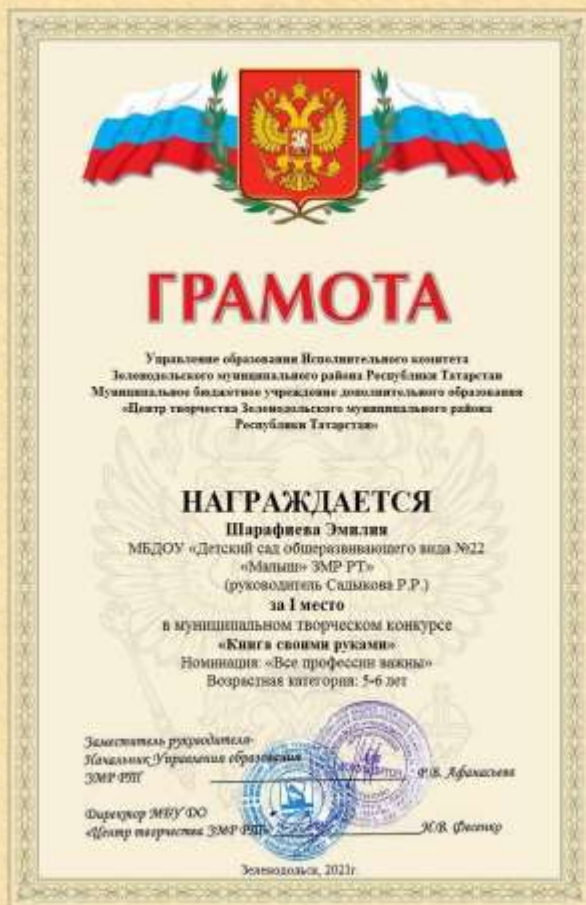 ГРАМОТА
Управление образования Исполнительного комитета
Зеленодольского муниципального района Республики Татарстан
Муниципальное бюджетное учреждение дополнительного образования
«Центр творчества Зеленодольского муниципального района
Республики Татарстан»
НАГРАЖДАЕТСЯ
Шарафиева Эмилия
МБДОУ «Детский сад общеразвивающего вида №22
«Малыш» ЗМР РТ»
(руководитель Садыкова Р.Р.)
за I место
в муниципальном творческом конкурсе
«Книга своими руками»
Номинация: «Все профессии важны»
Возрастная категория: 5-6 лет
Заместитель руководителя-
Начальник Управления образования
ЗМР РТ Р.В. Афанасьева
Директор МБУ ДО
«Центр творчества ЗМР РТ» Н.В. Фасенко
Зеленодольск, 2021г.